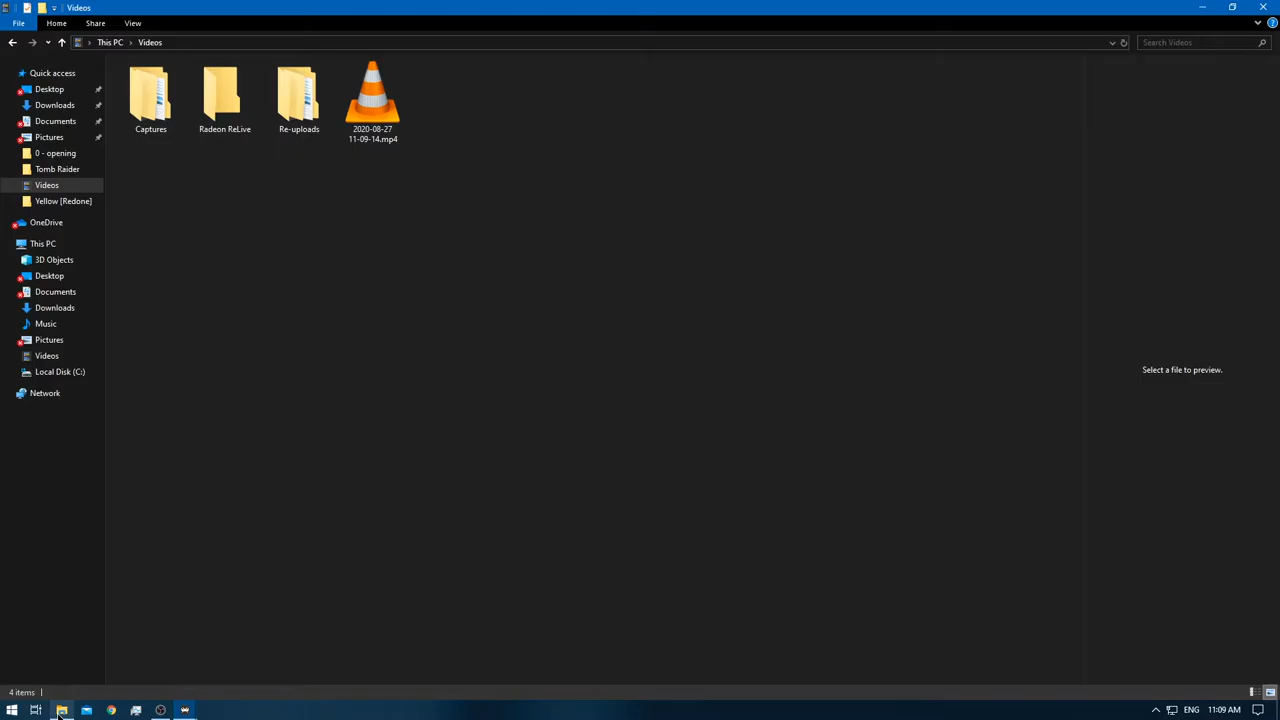 Videos
File Home Share View
This PC Videos
Search Videos
Quick access
Desktop
Downloads
Documents
Pictures
0 - opening
Tomb Raider
Videos
Yellow [Redone]
OneDrive
This PC
3D Objects
Desktop
Documents
Downloads
Music
Pictures
Videos
Local Disk (C:)
Network
Captures
Radeon ReLive
Re-uploads
2020-08-27
11-09-14.mp4
Select a file to preview.
4 items
ENG 11:09 AM